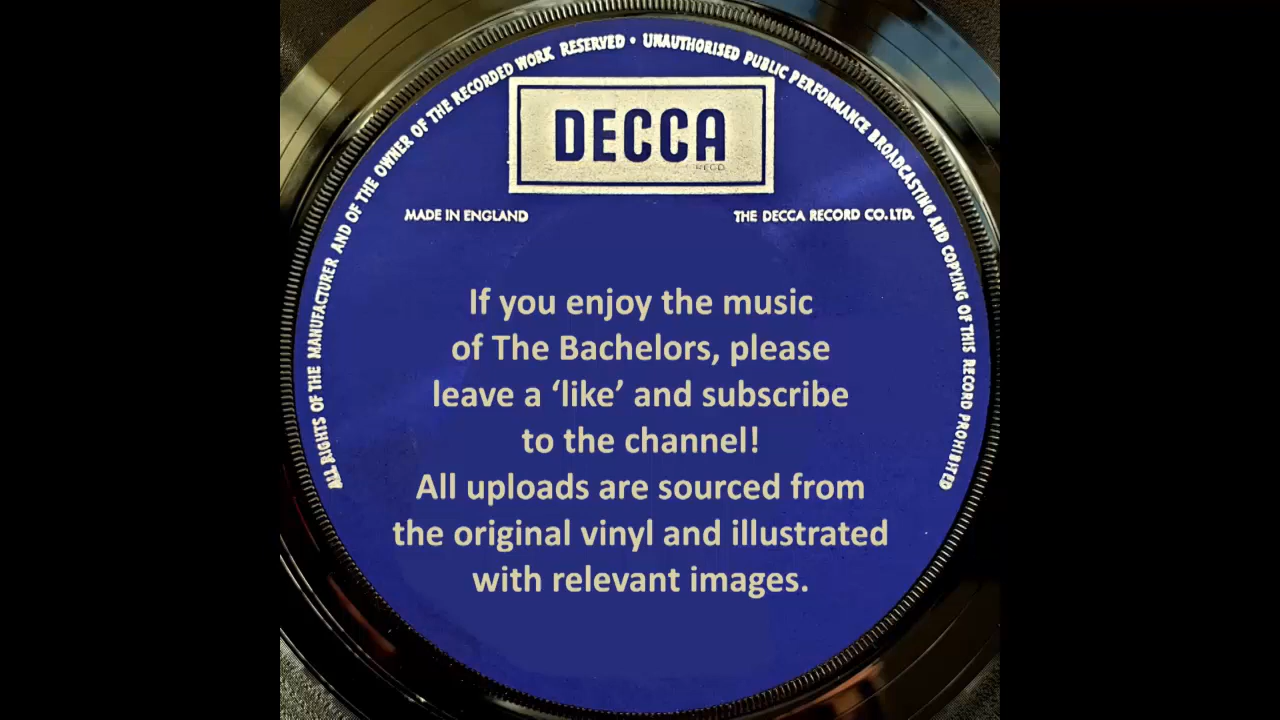 ALL RIGHTS OF THE MANUFACTURER AND OF THE OWNER OF THE RECORDED WORK RESERVED • UNAUTHORISED PUBLIC PERFORMANCE BROADCASTING AND COPYING OF THIS RECORD PROHIBITED
DECCA
REGD
MADE IN ENGLAND
THE DECCA RECORD CO. LTD.
If you enjoy the music
of The Bachelors, please
leave a ‘like’ and subscribe
to the channel!
All uploads are sourced from
the original vinyl and illustrated
with relevant images.